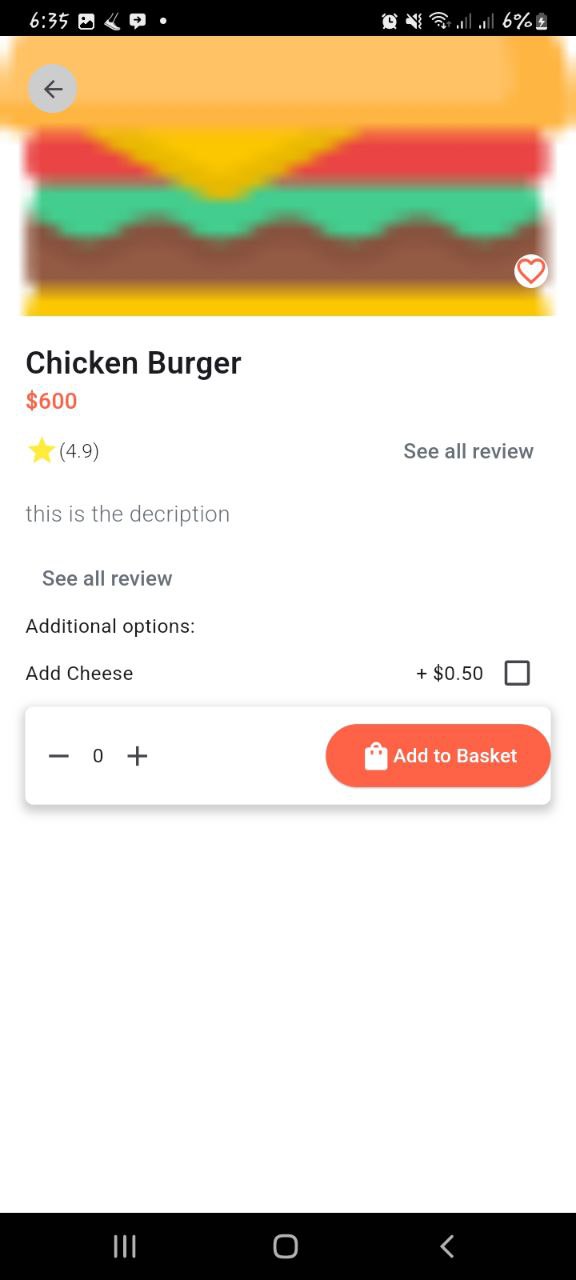 6:35 6%
Chicken Burger
$600
(4.9) See all review
this is the decription
See all review
Additional options:
Add Cheese + $0.50
0 Add to Basket